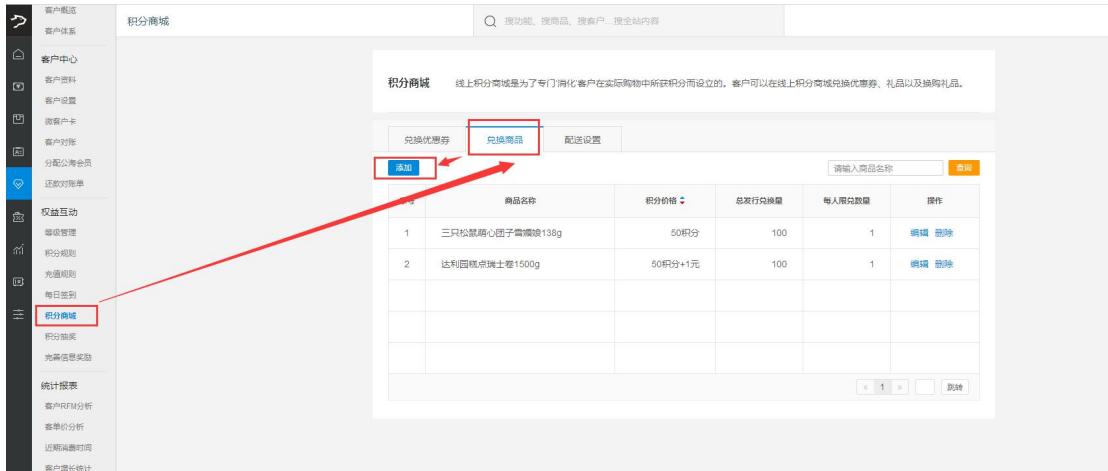 客户概览
客户体系
客户中心
客户资料
客户设置
微客户卡
客户对账
分配公海会员
还款对账单
权益互动
等级管理
积分规则
充值规则
每日签到
积分商城
积分抽奖
完善信息奖励
统计报表
客户RFM分析
客单价分析
近期消费时间
客户增长统计
积分商城
搜功能、搜商品、搜客户...搜全站内容
积分商城 线上积分商城是为了专门'消化'客户在实际购物中所获积分而设立的。客户可以在线上积分商城兑换优惠券、礼品以及换购礼品。
兑换优惠券 兑换商品 配送设置
添加 请输入商品名称 查询
商品名称 积分价格 总发行兑换量 每人限兑数量 操作
1 三只松鼠萌心团子雪媚娘138g 50积分 100 1 编辑 删除
2 达利园糕点瑞士卷1500g 50积分+1元 100 1 编辑 删除
« 1 » 跳转